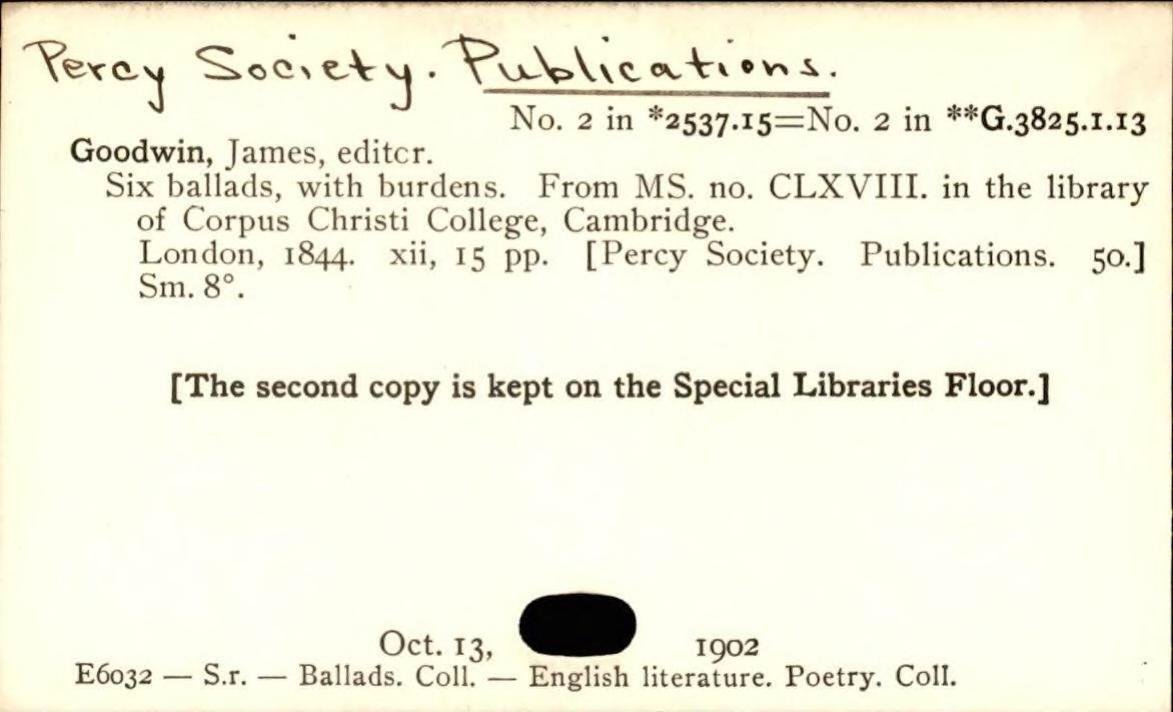 Percy Society. Publications.
No. 2 in *2537.15=No. 2 in **G.3825.1.13
Goodwin, James, editcr.
Six ballads, with burdens. From MS. no. CLXVIII. in the library
of Corpus Christi College, Cambridge.
London, 1844. xii, 15 pp. [Percy Society. Publications. 50.]
Sm. 8°.
[The second copy is kept on the Special Libraries Floor.]
Oct. 13, 1902
E6032 — S.r. — Ballads. Coll. — English literature. Poetry. Coll.